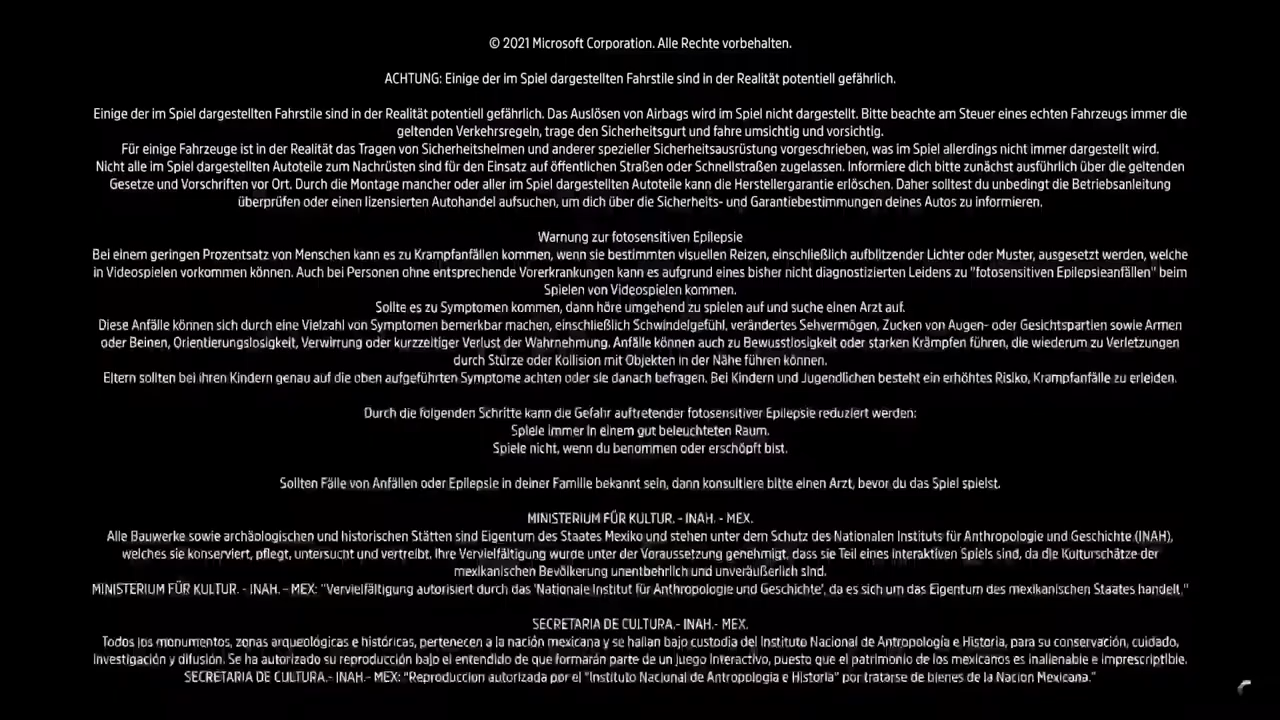 © 2021 Microsoft Corporation. Alle Rechte vorbehalten.
ACHTUNG: Einige der im Spiel dargestellten Fahrstile sind in der Realität potentiell gefährlich.
Einige der im Spiel dargestellten Fahrstile sind in der Realität potentiell gefährlich. Das Auslösen von Airbags wird im Spiel nicht dargestellt. Bitte beachte am Steuer eines echten Fahrzeugs immer die
geltenden Verkehrsregeln, trage den Sicherheitsgurt und fahre umsichtig und vorsichtig.
Für einige Fahrzeuge ist in der Realität das Tragen von Sicherheitshelmen und anderer spezieller Sicherheitsausrüstung vorgeschrieben, was im Spiel allerdings nicht immer dargestellt wird.
Nicht alle im Spiel dargestellten Autoteile zum Nachrüsten sind für den Einsatz auf öffentlichen Straßen oder Schnellstraßen zugelassen. Informiere dich bitte zunächst ausführlich über die geltenden
Gesetze und Vorschriften vor Ort. Durch die Montage mancher oder aller im Spiel dargestellten Autoteile kann die Herstellergarantie erlöschen. Daher solltest du unbedingt die Betriebsanleitung
überprüfen oder einen lizensierten Autohandel aufsuchen, um dich über die Sicherheits- und Garantiebestimmungen deines Autos zu informieren.
Warnung zur fotosensitiven Epilepsie
Bei einem geringen Prozentsatz von Menschen kann es zu Krampfanfällen kommen, wenn sie bestimmten visuellen Reizen, einschließlich aufblitzender Lichter oder Muster, ausgesetzt werden, welche
in Videospielen vorkommen können. Auch bei Personen ohne entsprechende Vorerkrankungen kann es aufgrund eines bisher nicht diagnostizierten Leidens zu "fotosensitiven Epilepsieanfällen" beim
Spielen von Videospielen kommen.
Sollte es zu Symptomen kommen, dann höre umgehend zu spielen auf und suche einen Arzt auf.
Diese Anfälle können sich durch eine Vielzahl von Symptomen bemerkbar machen, einschließlich Schwindelgefühl, verändertes Sehvermögen, Zucken von Augen- oder Gesichtspartien sowie Armen
oder Beinen, Orientierungslosigkeit, Verwirrung oder kurzzeitiger Verlust der Wahrnehmung. Anfälle können auch zu Bewusstlosigkeit oder starken Krämpfen führen, die wiederum zu Verletzungen
durch Stürze oder Kollision mit Objekten in der Nähe führen können.
Eltern sollten bei ihren Kindern genau auf die oben aufgeführten Symptome achten oder sie danach befragen. Bei Kindern und Jugendlichen besteht ein erhöhtes Risiko, Krampfanfälle zu erleiden.
Durch die folgenden Schritte kann die Gefahr auftretender fotosensitiver Epilepsie reduziert werden:
Spiele immer in einem gut beleuchteten Raum.
Spiele nicht, wenn du benommen oder erschöpft bist.
Sollten Fälle von Anfällen oder Epilepsie in deiner Familie bekannt sein, dann konsultiere bitte einen Arzt, bevor du das Spiel spielst.
MINISTERIUM FÜR KULTUR. - INAH. - MEX.
Alle Bauwerke sowie archäologischen und historischen Stätten sind Eigentum des Staates Mexiko und stehen unter dem Schutz des Nationalen Instituts für Anthropologie und Geschichte (INAH),
welches sie konserviert, pflegt, untersucht und vertreibt. Ihre Vervielfältigung wurde unter der Voraussetzung genehmigt, dass sie Teil eines interaktiven Spiels sind, da die Kulturschätze der
mexikanischen Bevölkerung unentbehrlich und unveräußerlich sind.
MINISTERIUM FÜR KULTUR. - INAH. - MEX: "Vervielfältigung autorisiert durch das 'Nationale Institut für Anthropologie und Geschichte', da es sich um das Eigentum des mexikanischen Staates handelt."
SECRETARIA DE CULTURA.- INAH.- MEX.
Todos los monumentos, zonas arqueológicas e históricas, pertenecen a la nación mexicana y se hallan bajo custodia del Instituto Nacional de Antropología e Historia, para su conservación, cuidado,
investigación y difusión. Se ha autorizado su reproducción bajo el entendido de que formarán parte de un juego interactivo, puesto que el patrimonio de los mexicanos es inalienable e imprescriptible.
SECRETARIA DE CULTURA.- INAH.- MEX: "Reproduccion autorizada por el "Instituto Nacional de Antropologia e Historia" por tratarse de bienes de la Nacion Mexicana."